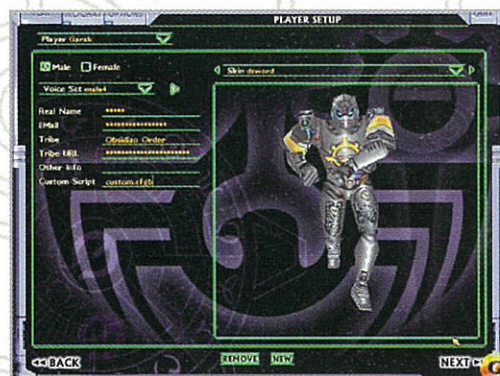 PLAYER SETUP
Player Garak
Male Female
Skin dsword
Voice Set male4
Real Name *****
EMail
Tribe Obsidian Order
Tribe URL
Other Info
Custom Script custom.cfg
BACK REMOVE NEW NEXT